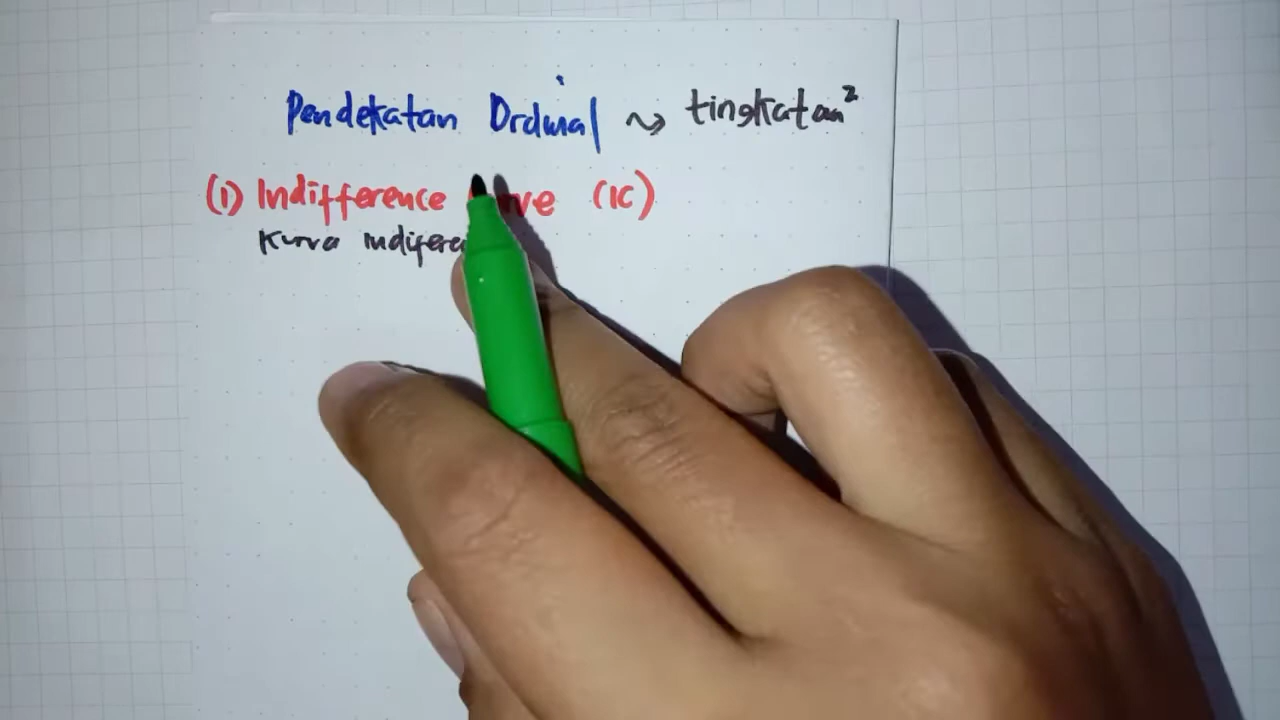 Pendekatan Ordinal ⤳ tingkatan²
(1) Indifference (IC)
Kurva